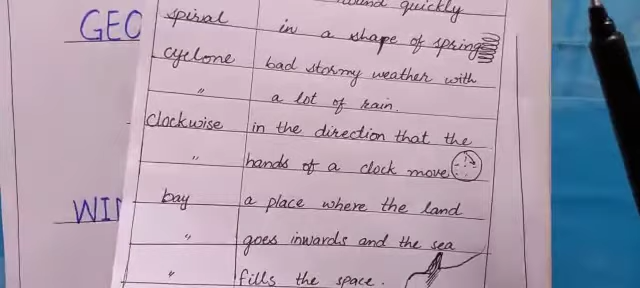 round quickly
GEO
spiral in a shape of spring
cyclone bad stormy weather with
" a lot of rain.
clockwise in the direction that the
" hands of a clock move
WIN
bay a place where the land
" goes inwards and the sea
" fills the space.